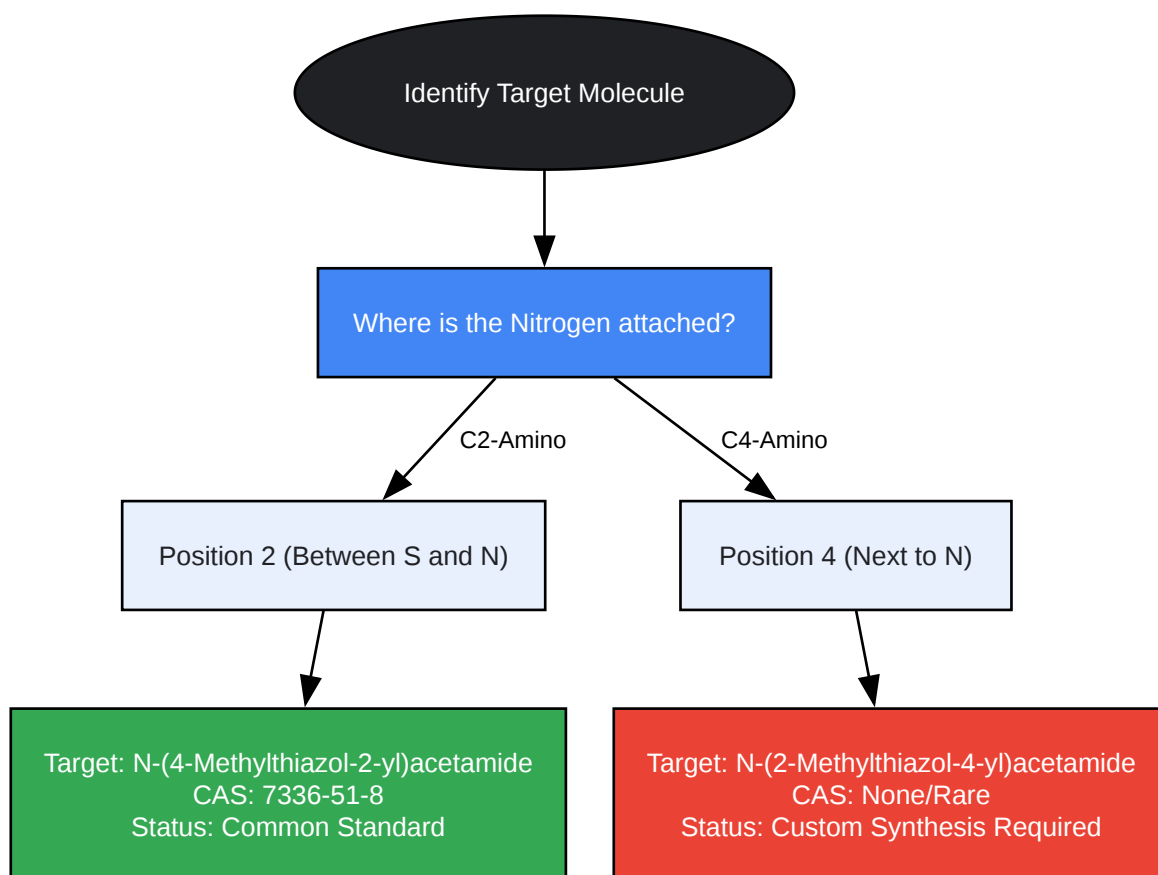 Identify Target Molecule
Where is the Nitrogen attached?
C2-Amino
C4-Amino
Position 2 (Between S and N)
Position 4 (Next to N)
Target: N-(4-Methylthiazol-2-yl)acetamide
CAS: 7336-51-8
Status: Common Standard
Target: N-(2-Methylthiazol-4-yl)acetamide
CAS: None/Rare
Status: Custom Synthesis Required